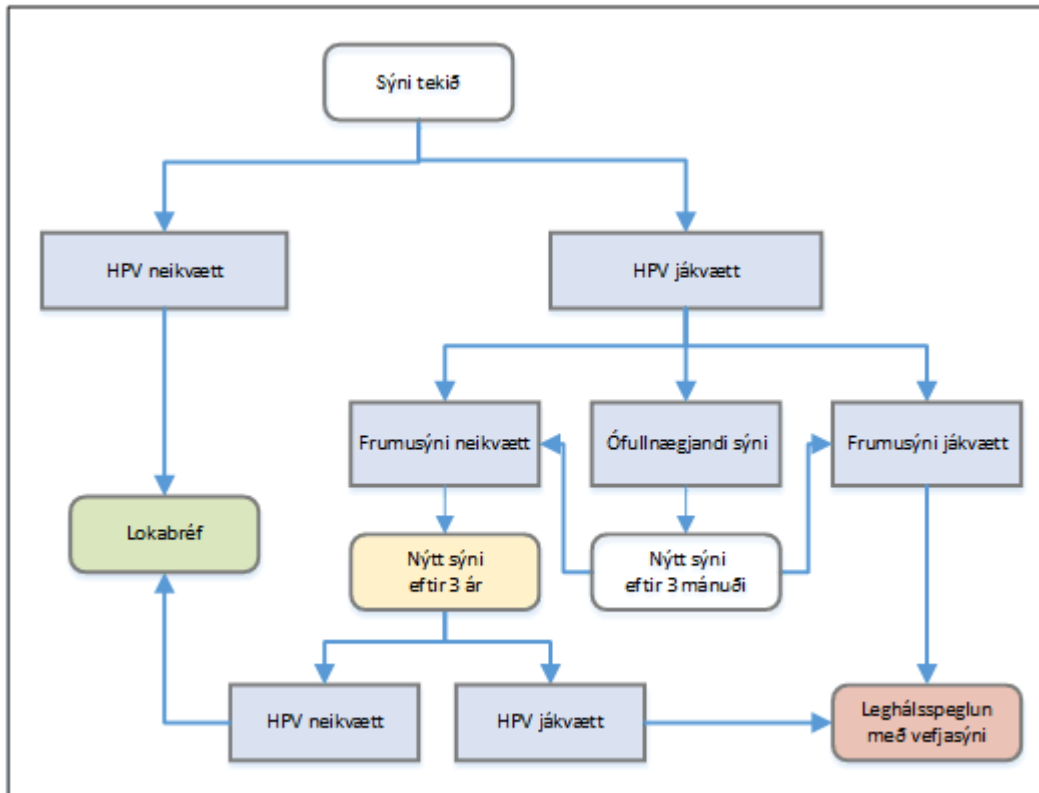 Sýni tekið
HPV neikvætt
HPV jákvætt
Frumusýni neikvætt
Ófullnægjandi sýni
Frumusýni jákvætt
Lokabréf
Nýtt sýni
eftir 3 ár
Nýtt sýni
eftir 3 mánuði
HPV neikvætt
HPV jákvætt
Leghálsspeglun
með vefjasýni